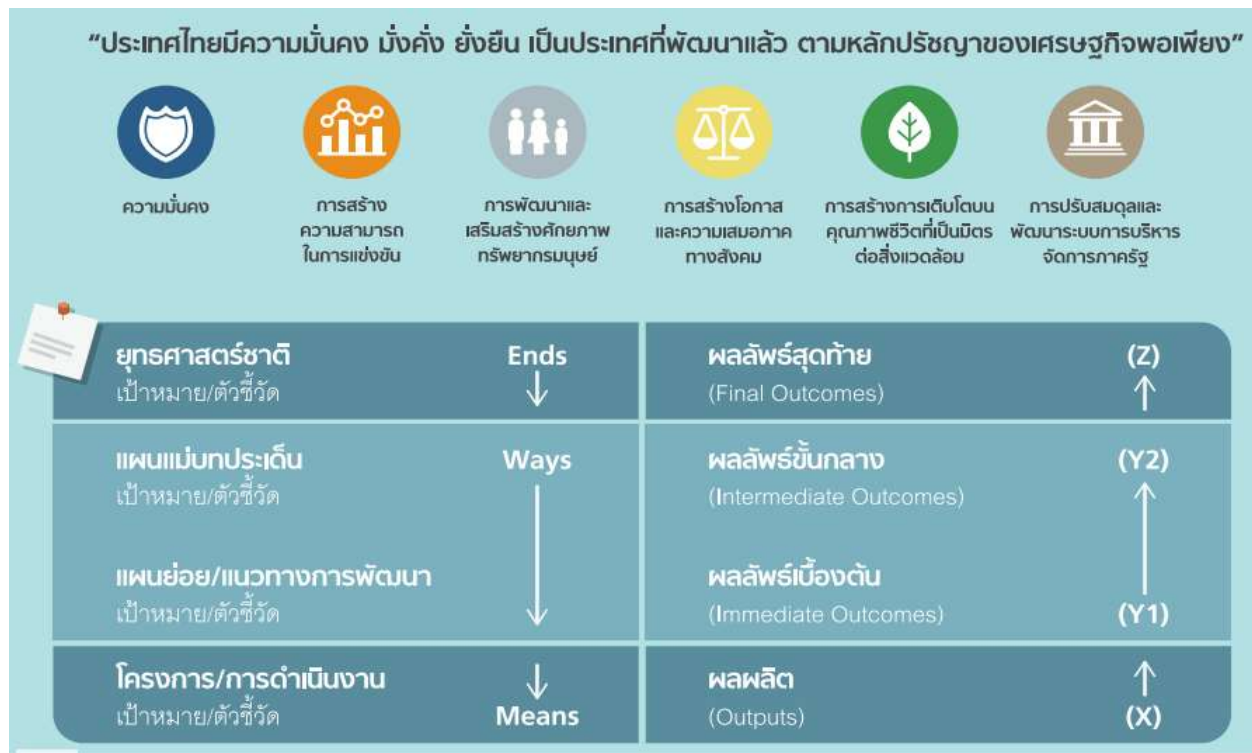 “ประเทศไทยมีความมั่นคง มั่งคั่ง ยั่งยืน เป็นประเทศที่พัฒนาแล้ว ตามหลักปรัชญาของเศรษฐกิจพอเพียง”
ความมั่นคง
การสร้าง
ความสามารถ
ในการแข่งขัน
การพัฒนาและ
เสริมสร้างศักยภาพ
ทรัพยากรมนุษย์
การสร้างโอกาส
และความเสมอภาค
ทางสังคม
การสร้างการเติบโตบน
คุณภาพชีวิตที่เป็นมิตร
ต่อสิ่งแวดล้อม
การปรับสมดุลและ
พัฒนาระบบการบริหาร
จัดการภาครัฐ
ยุทธศาสตร์ชาติ Ends
เป้าหมาย/ตัวชี้วัด
ผลลัพธ์สุดท้าย (Z)
(Final Outcomes)
แผนแม่บทประเด็น Ways
เป้าหมาย/ตัวชี้วัด
ผลลัพธ์ขั้นกลาง (Y2)
(Intermediate Outcomes)
แผนย่อย/แนวทางการพัฒนา
เป้าหมาย/ตัวชี้วัด
ผลลัพธ์เบื้องต้น
(Immediate Outcomes) (Y1)
โครงการ/การดำเนินงาน
เป้าหมาย/ตัวชี้วัด Means
ผลผลิต
(Outputs) (X)